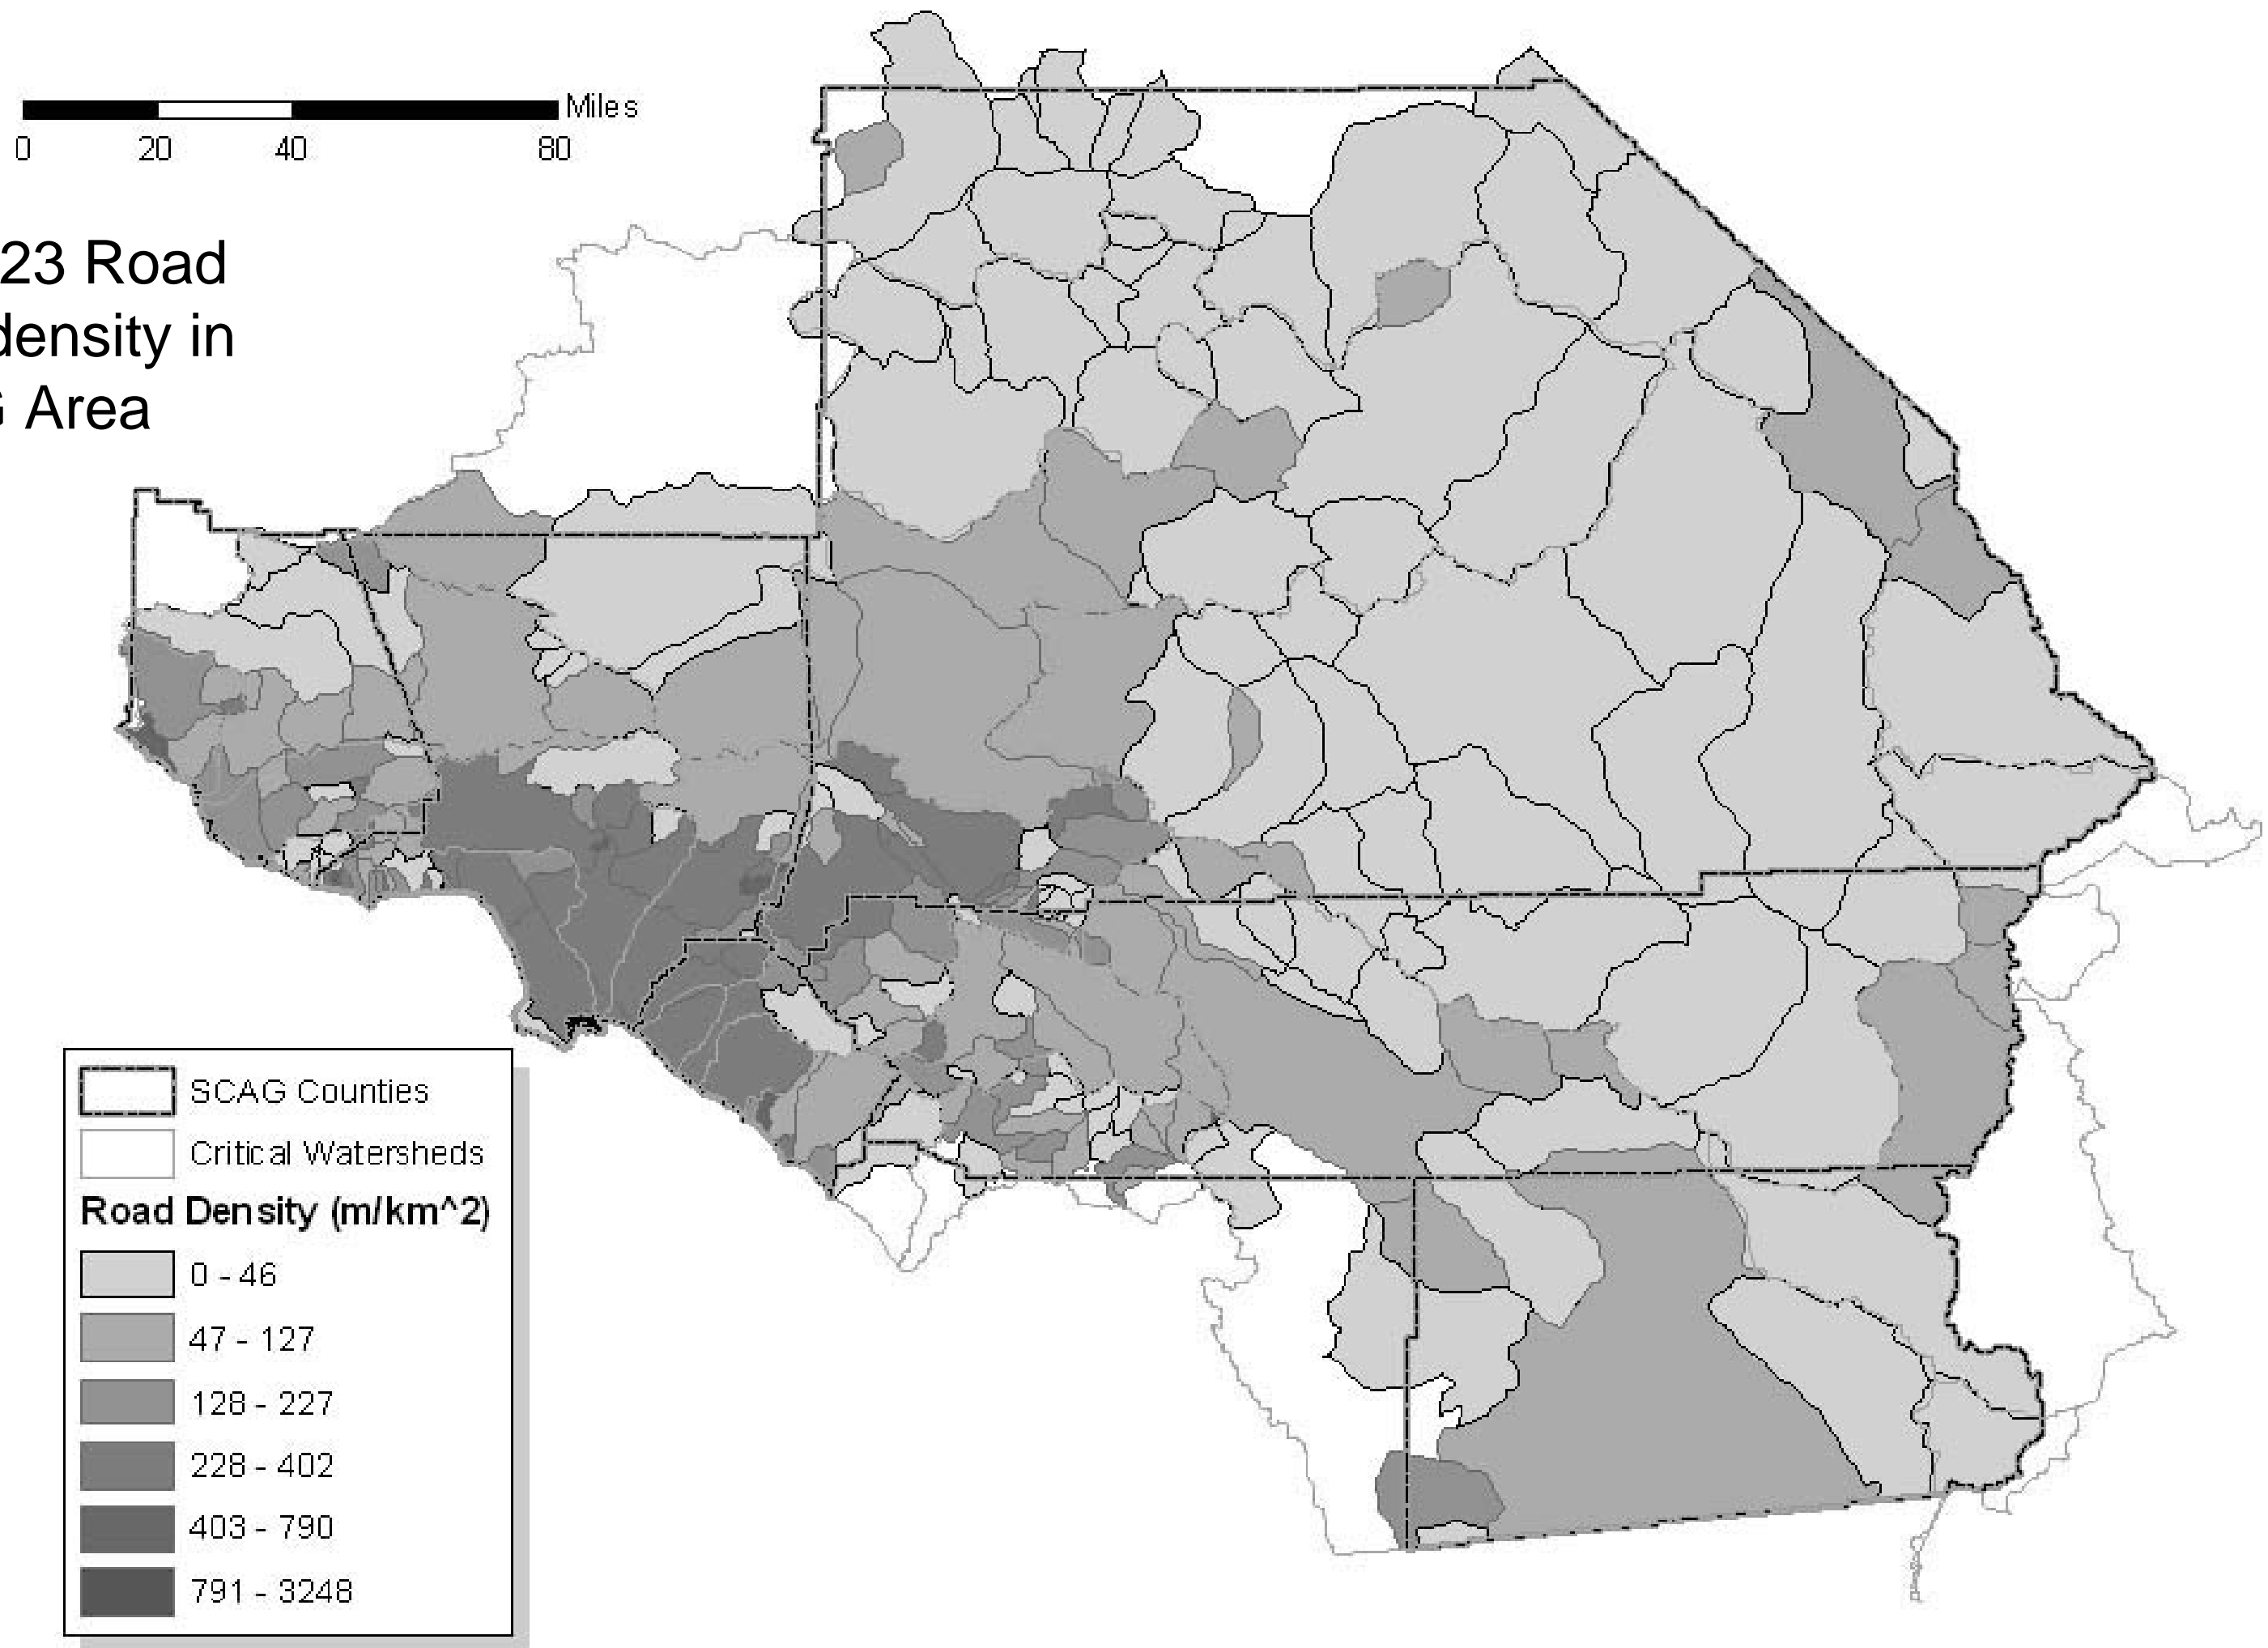 Miles
0 20 40 80
23 Road
density in
Area
SCAG Counties
Critical Watersheds
Road Density (m/km^2)
0 - 46
47 - 127
128 - 227
228 - 402
403 - 790
791 - 3248